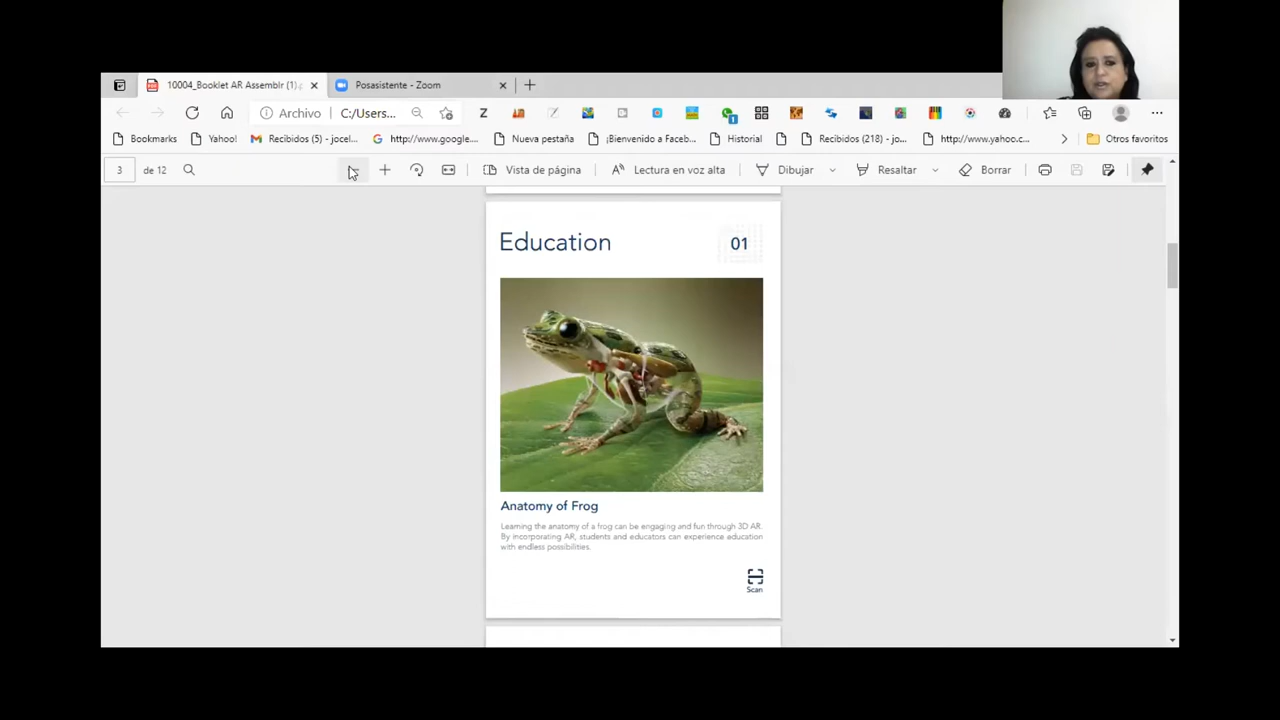 10004_Booklet AR Assemblr (1).
Posasistente - Zoom
Archivo
C:/Users...
Z
1
Bookmarks
Yahoo!
Recibidos (5) - jocel...
http://www.google...
Nueva pestaña
¡Bienvenido a Faceb...
Historial
Recibidos (218) - jo...
http://www.yahoo.c...
Otros favoritos
3 de 12
Vista de página
Lectura en voz alta
Dibujar
Resaltar
Borrar
Education
01
Anatomy of Frog
Learning the anatomy of a frog can be engaging and fun through 3D AR.
By incorporating AR, students and educators can experience education
with endless possibilities.
Scan